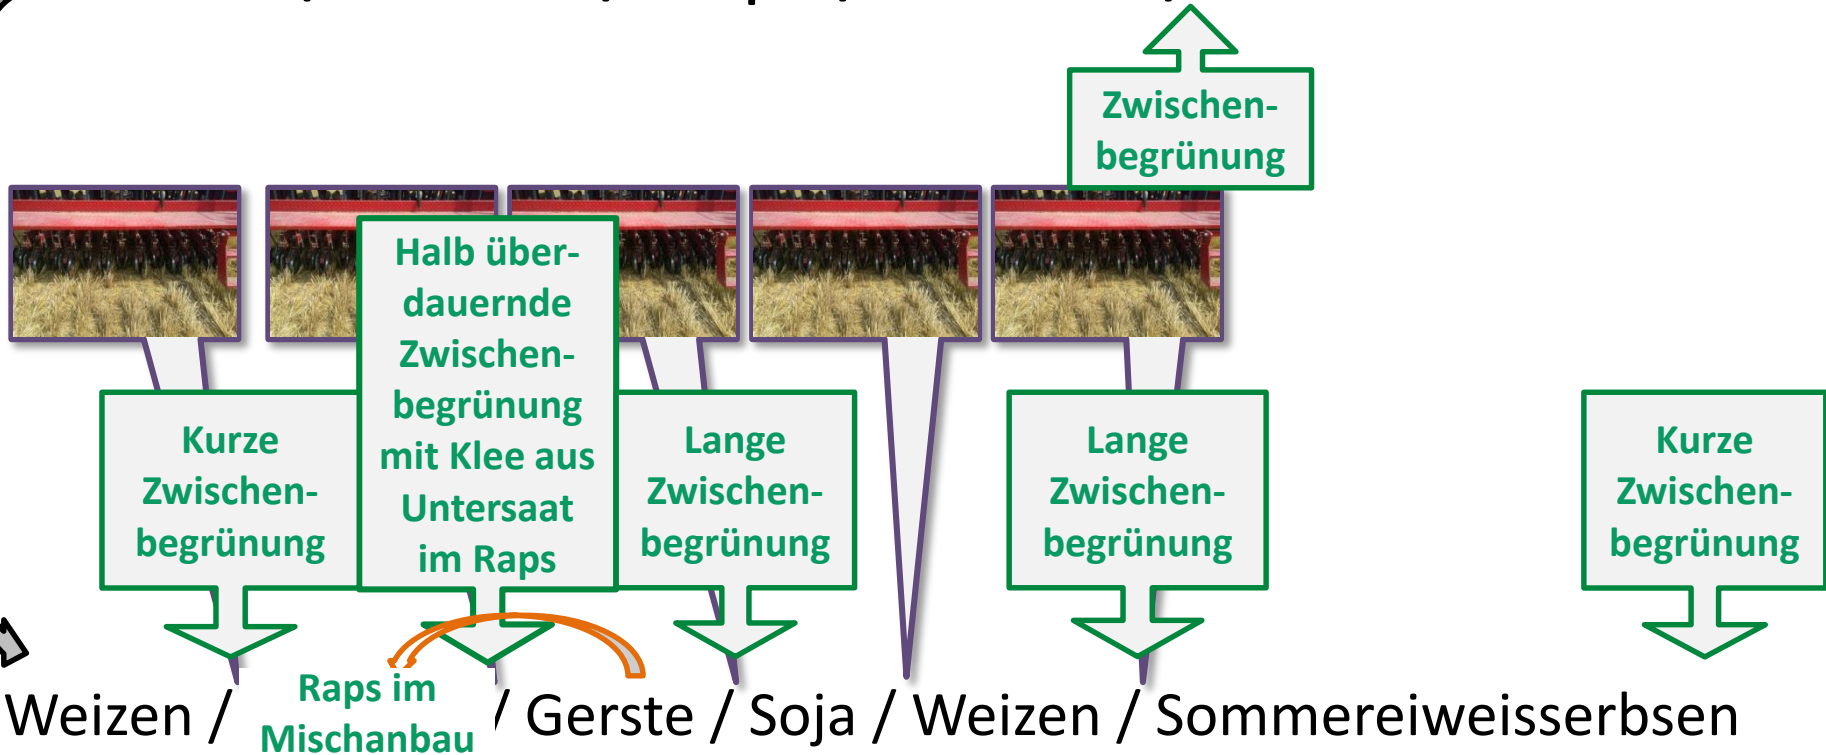 Zwischen-
begrünung
Halb über-
dauernde
Zwischen-
begrünung
mit Klee aus
Untersaat
im Raps
Kurze
Zwischen-
begrünung
Lange
Zwischen-
begrünung
Lange
Zwischen-
begrünung
Kurze
Zwischen-
begrünung
Raps im
Mischanbau
Weizen / / Gerste / Soja / Weizen / Sommereiweisserbsen